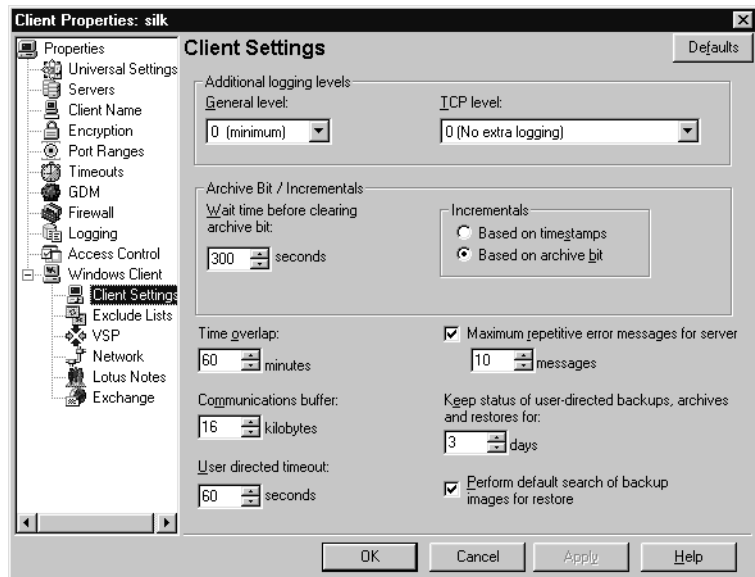 Client Properties: silk
Properties
Universal Settings
Servers
Client Name
Encryption
Port Ranges
Timeouts
GDM
Firewall
Logging
Access Control
Windows Client
Client Settings
Exclude Lists
VSP
Network
Lotus Notes
Exchange
Client Settings
Defaults
Additional logging levels
General level:
0 (minimum)
TCP level:
0 (No extra logging)
Archive Bit / Incrementals
Wait time before clearing
archive bit:
300 seconds
Incrementals
Based on timestamps
Based on archive bit
Time overlap:
60 minutes
Maximum repetitive error messages for server
10 messages
Communications buffer:
16 kilobytes
Keep status of user-directed backups, archives
and restores for:
3 days
User directed timeout:
60 seconds
Perform default search of backup
images for restore
OK
Cancel
Apply
Help